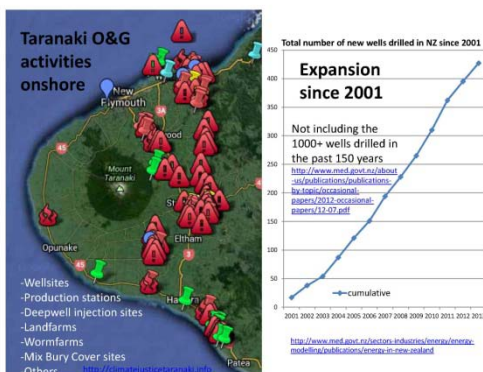 Taranaki O&G
activities
onshore
New
Plymouth
3A
45
Mount
Taranaki
Eltham
Opunake
3
45
Patea
-Wellsites
-Production stations
-Deepwell injection sites
-Landfarms
-Wormfarms
-Mix Bury Cover sites
-Others http://climatejusticetaranaki.info
Total number of new wells drilled in NZ since 2001
Expansion
since 2001
Not including the
1000+ wells drilled in
the past 150 years
http://www.med.govt.nz/about
-us/publications/publications-
by-topic/occasional-
papers/2012-occasional-
papers/12-07.pdf
450
400
350
300
250
200
150
100
50
0
cumulative
2001 2002 2003 2004 2005 2006 2007 2008 2009 2010 2011 2012
http://www.med.govt.nz/sectors-industries/energy/energy-
modelling/publications/energy-in-new-zealand